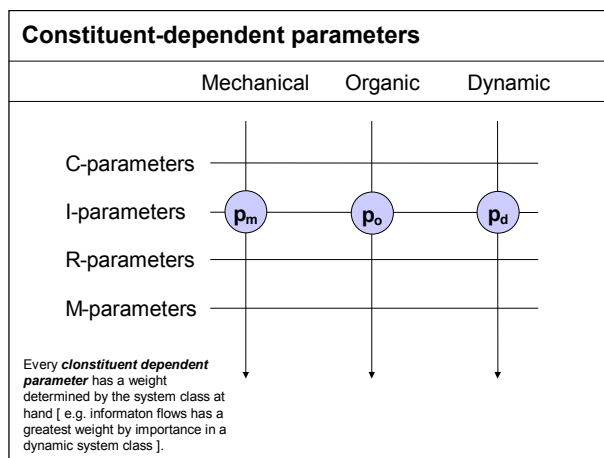 Constituent-dependent parameters
Mechanical Organic Dynamic
C-parameters
I-parameters pm po pd
R-parameters
M-parameters
Every clonstituent dependent
parameter has a weight
determined by the system class at
hand [ e.g. informaton flows has a
greatest weight by importance in a
dynamic system class ].